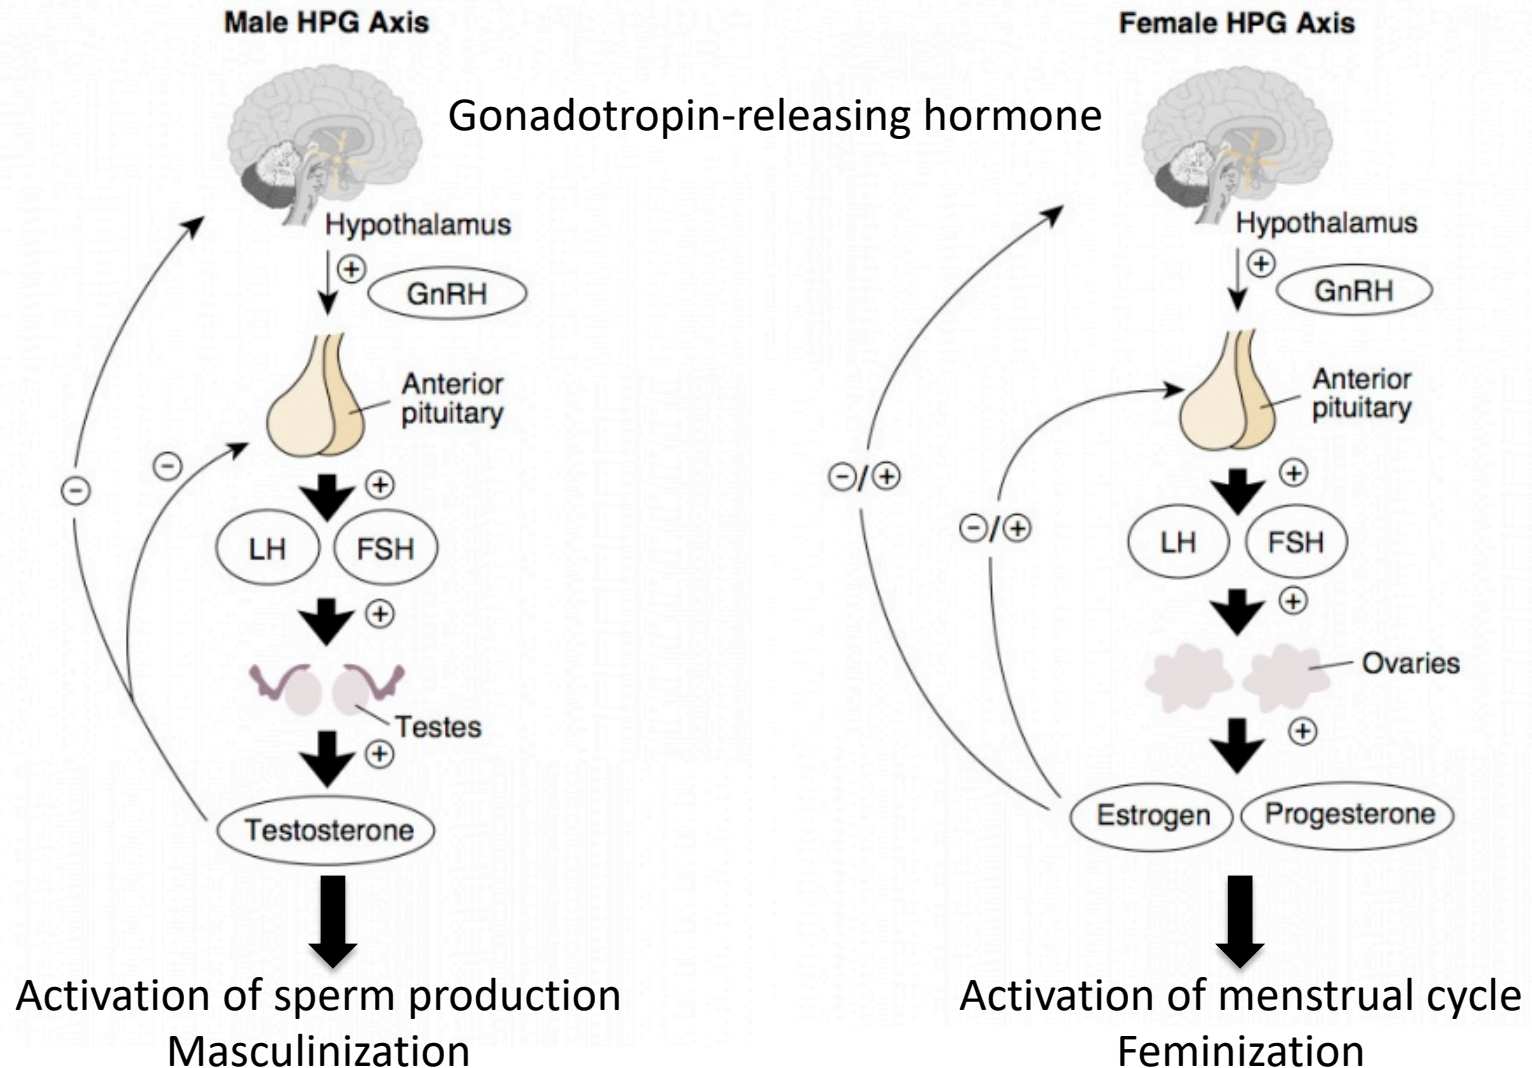 Male HPG Axis
Female HPG Axis
Gonadotropin-releasing hormone
Hypothalamus
⊕
GnRH
Anterior
pituitary
⊖
⊖
⊕
LH
FSH
⊕
Testes
⊕
Testosterone
Activation of sperm production
Masculinization
Hypothalamus
⊕
GnRH
Anterior
pituitary
⊖/⊕
⊖/⊕
⊕
LH
FSH
⊕
Ovaries
⊕
Estrogen
Progesterone
Activation of menstrual cycle
Feminization